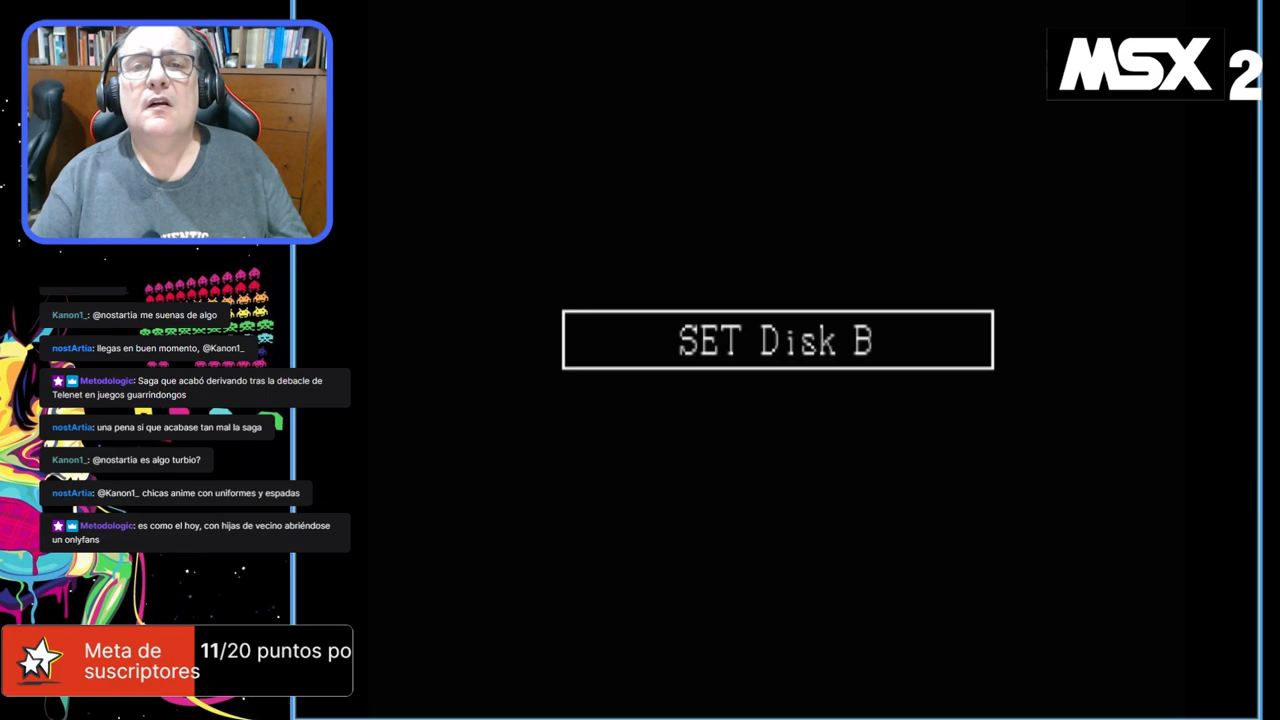 MSX 2
SET Disk B
Kanon1_: @nostartia me suenas de algo
nostArtia: llegas en buen momento, @Kanon1_
Metodologic: Saga que acabó derivando tras la debacle de
Telenet en juegos guarrindongos
nostArtia: una pena si que acabase tan mal la saga
Kanon1_: @nostartia es algo turbio?
nostArtia: @Kanon1_ chicas anime con uniformes y espadas
Metodologic: es como el hoy, con hijas de vecino abriéndose
un onlyfans
Meta de
suscriptores
11/20 puntos po